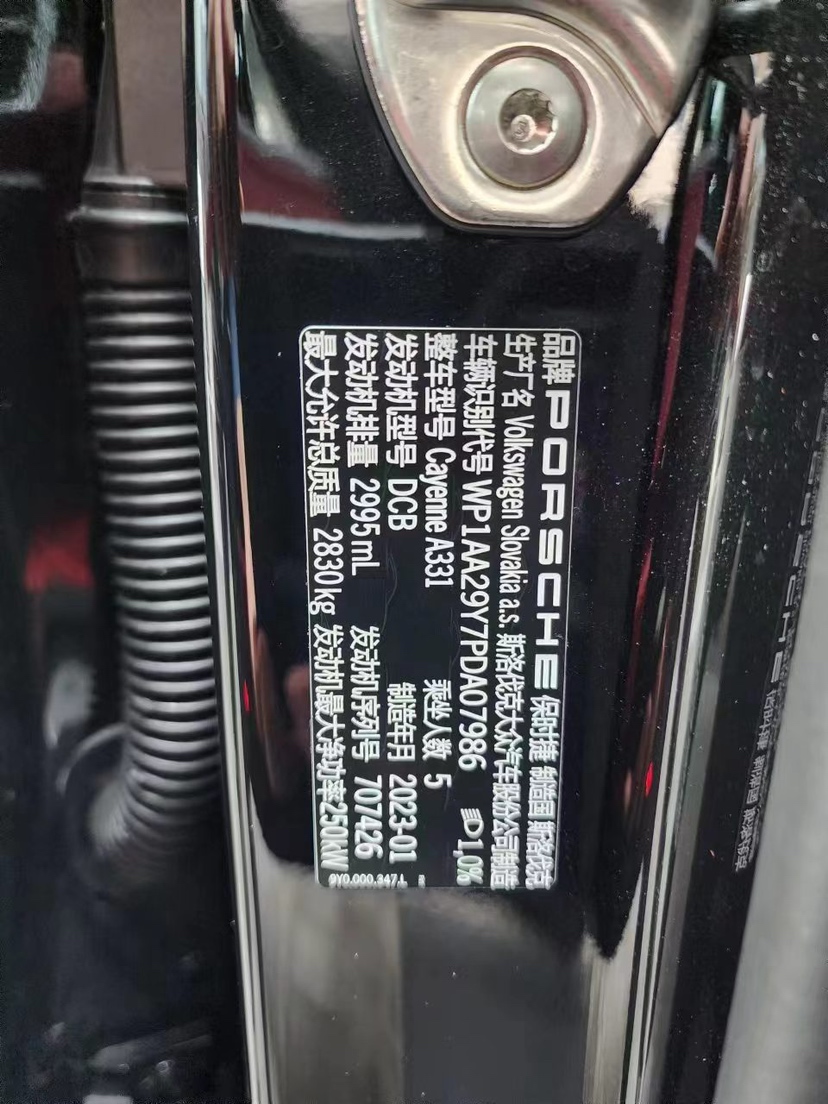 品牌 PORSCHE 保时捷 制造国 斯洛伐克
生产厂名 Volkswagen Slovakia a.s. 斯洛伐克大众汽车股份公司制造
车辆识别代号 WP1AA29Y7PDA07986 1,0%
整车型号 Cayenne A331 乘坐人数 5
发动机型号 DCB 制造年月 2023-01
发动机排量 2995mL 发动机序列号 707426
最大允许总质量 2830kg 发动机最大净功率250kW
9Y0.000.347.L